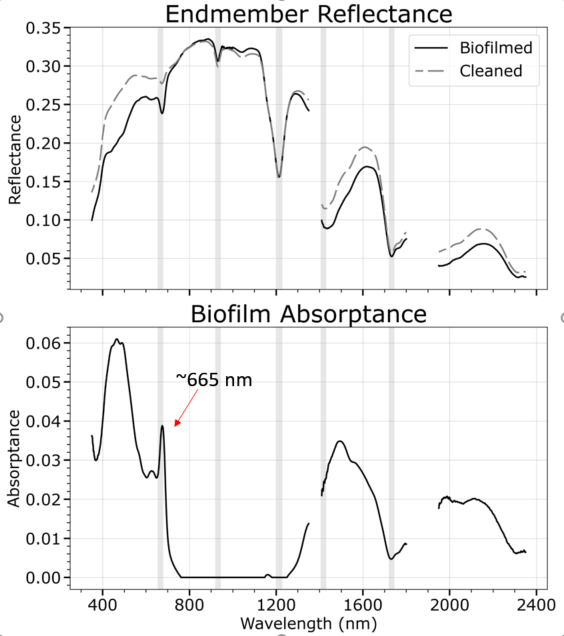 Endmember Reflectance
0.35
0.30
0.25
0.20
0.15
0.10
0.05
Reflectance
Biofilmed
Cleaned
Biofilm Absorptance
0.06
0.05
0.04
0.03
0.02
0.01
0.00
Absorptance
~665 nm
400 800 1200 1600 2000 2400
Wavelength (nm)